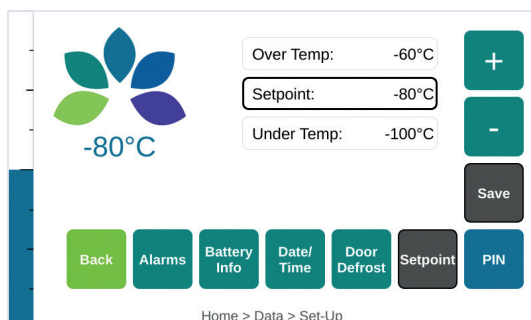 Over Temp: -60°C
+
Setpoint: -80°C
Under Temp: -100°C
-
-80°C
Save
Back
Alarms
Battery
Info
Date/
Time
Door
Defrost
Setpoint
PIN
Home > Data > Set-Up